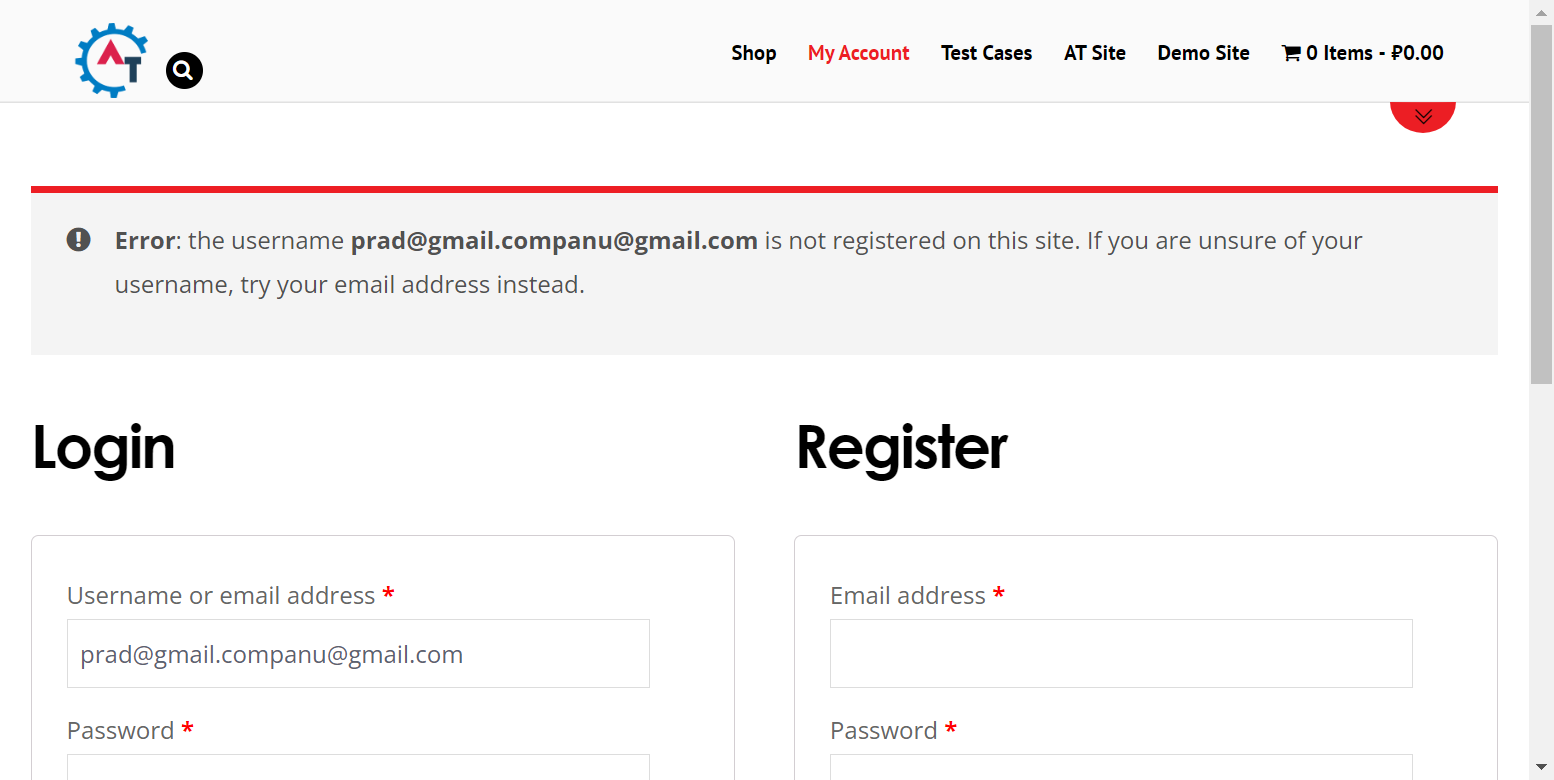 AT
Shop My Account Test Cases AT Site Demo Site 0 Items - ₽0.00
Error: the username prad@gmail.companu@gmail.com is not registered on this site. If you are unsure of your
username, try your email address instead.
Login
Register
Username or email address *
prad@gmail.companu@gmail.com
Password *
Email address *
Password *